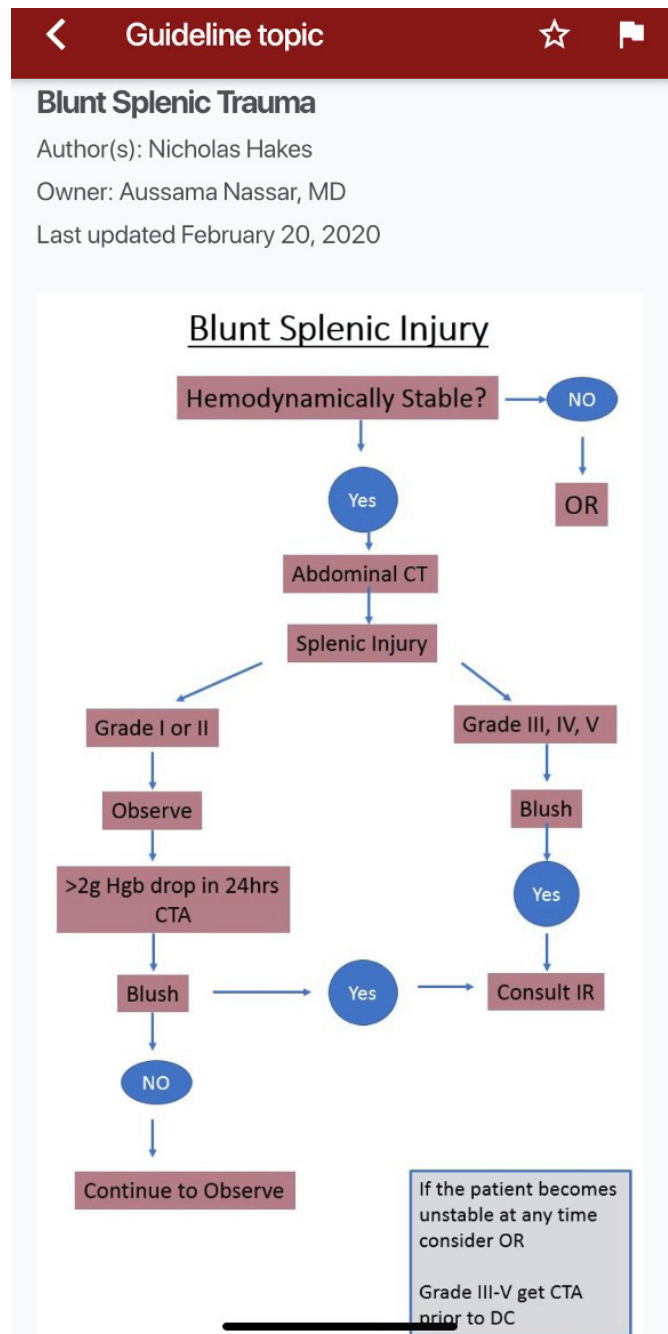 Guideline topic
Blunt Splenic Trauma
Author(s): Nicholas Hakes
Owner: Aussama Nassar, MD
Last updated February 20, 2020
Blunt Splenic Injury
Hemodynamically Stable?
NO
Yes
OR
Abdominal CT
Splenic Injury
Grade I or II
Grade III, IV, V
Observe
Blush
>2g Hgb drop in 24hrs
CTA
Yes
Blush
Yes
Consult IR
NO
Continue to Observe
If the patient becomes
unstable at any time
consider OR
Grade III-V get CTA
prior to DC